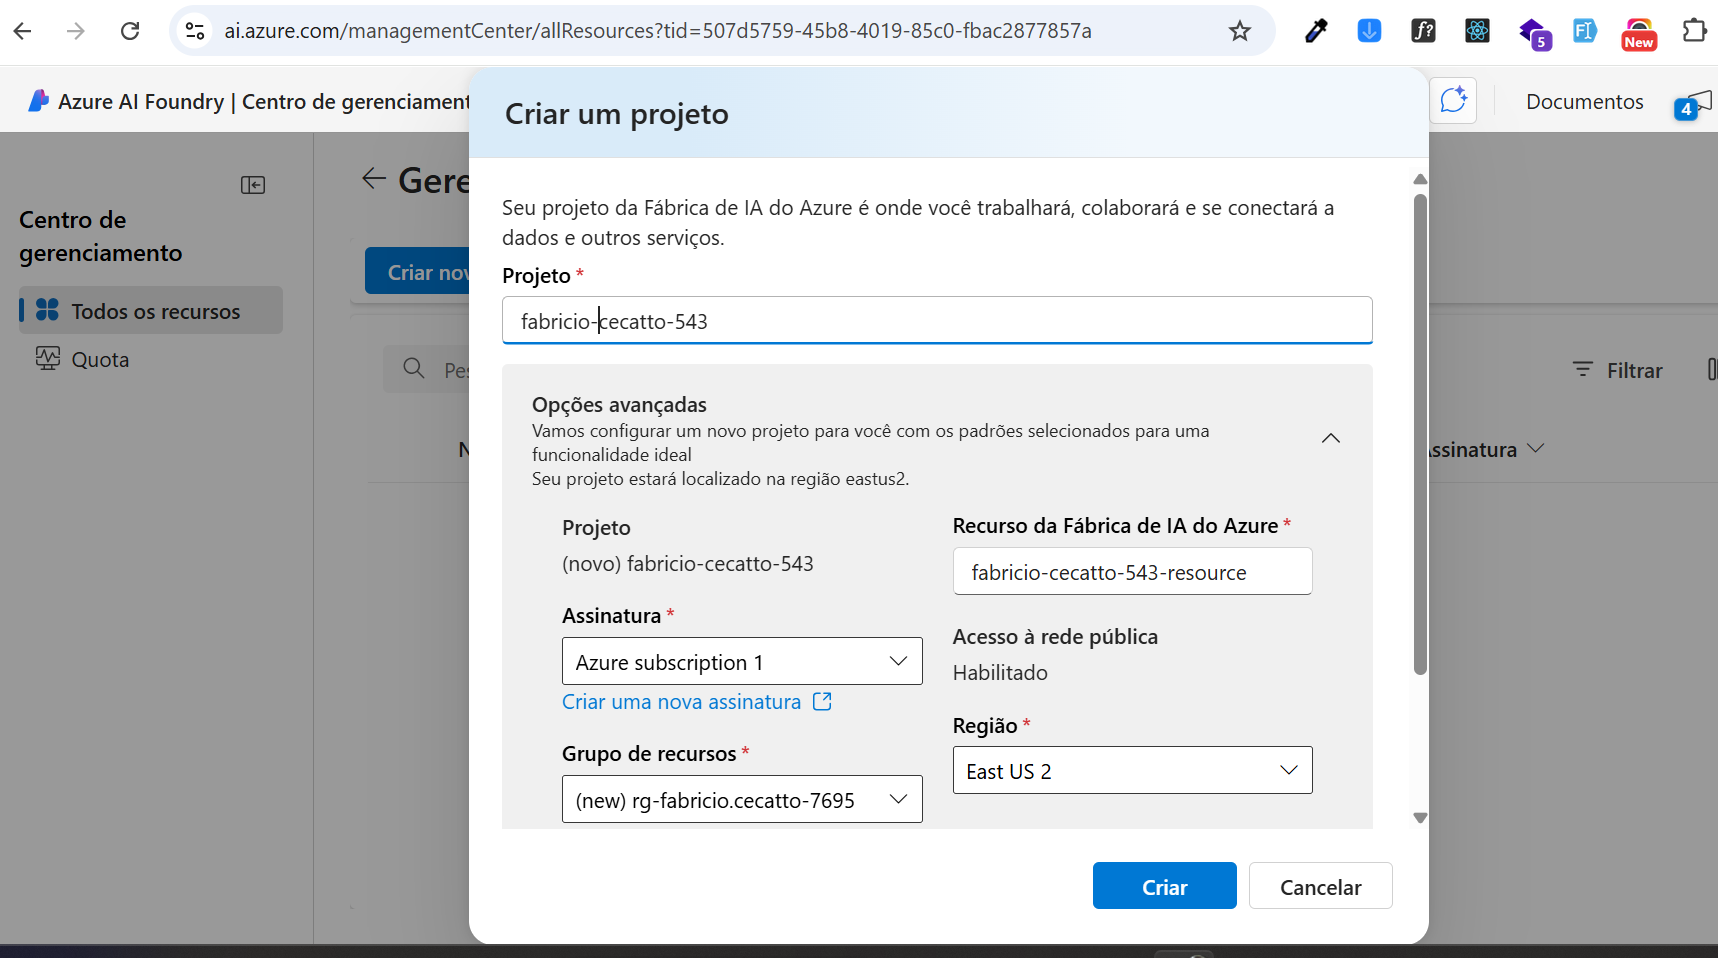 ai.azure.com/managementCenter/allResources?tid=507d5759-45b8-4019-85c0-fbac2877857a
f?
5
New
Azure AI Foundry | Centro de gerenciament
Criar um projeto
Documentos
4
Gere
Centro de
gerenciamento
Seu projeto da Fábrica de IA do Azure é onde você trabalhará, colaborará e se conectará a
dados e outros serviços.
Criar nov
Projeto *
Todos os recursos
fabricio-cecatto-543
Quota
Pes
Filtrar
Opções avançadas
Vamos configurar um novo projeto para você com os padrões selecionados para uma
funcionalidade ideal
Seu projeto estará localizado na região eastus2.
N
Assinatura
Projeto
(novo) fabricio-cecatto-543
Recurso da Fábrica de IA do Azure *
fabricio-cecatto-543-resource
Assinatura *
Azure subscription 1
Criar uma nova assinatura
Acesso à rede pública
Habilitado
Grupo de recursos *
(new) rg-fabricio.cecatto-7695
Região *
East US 2
Criar
Cancelar